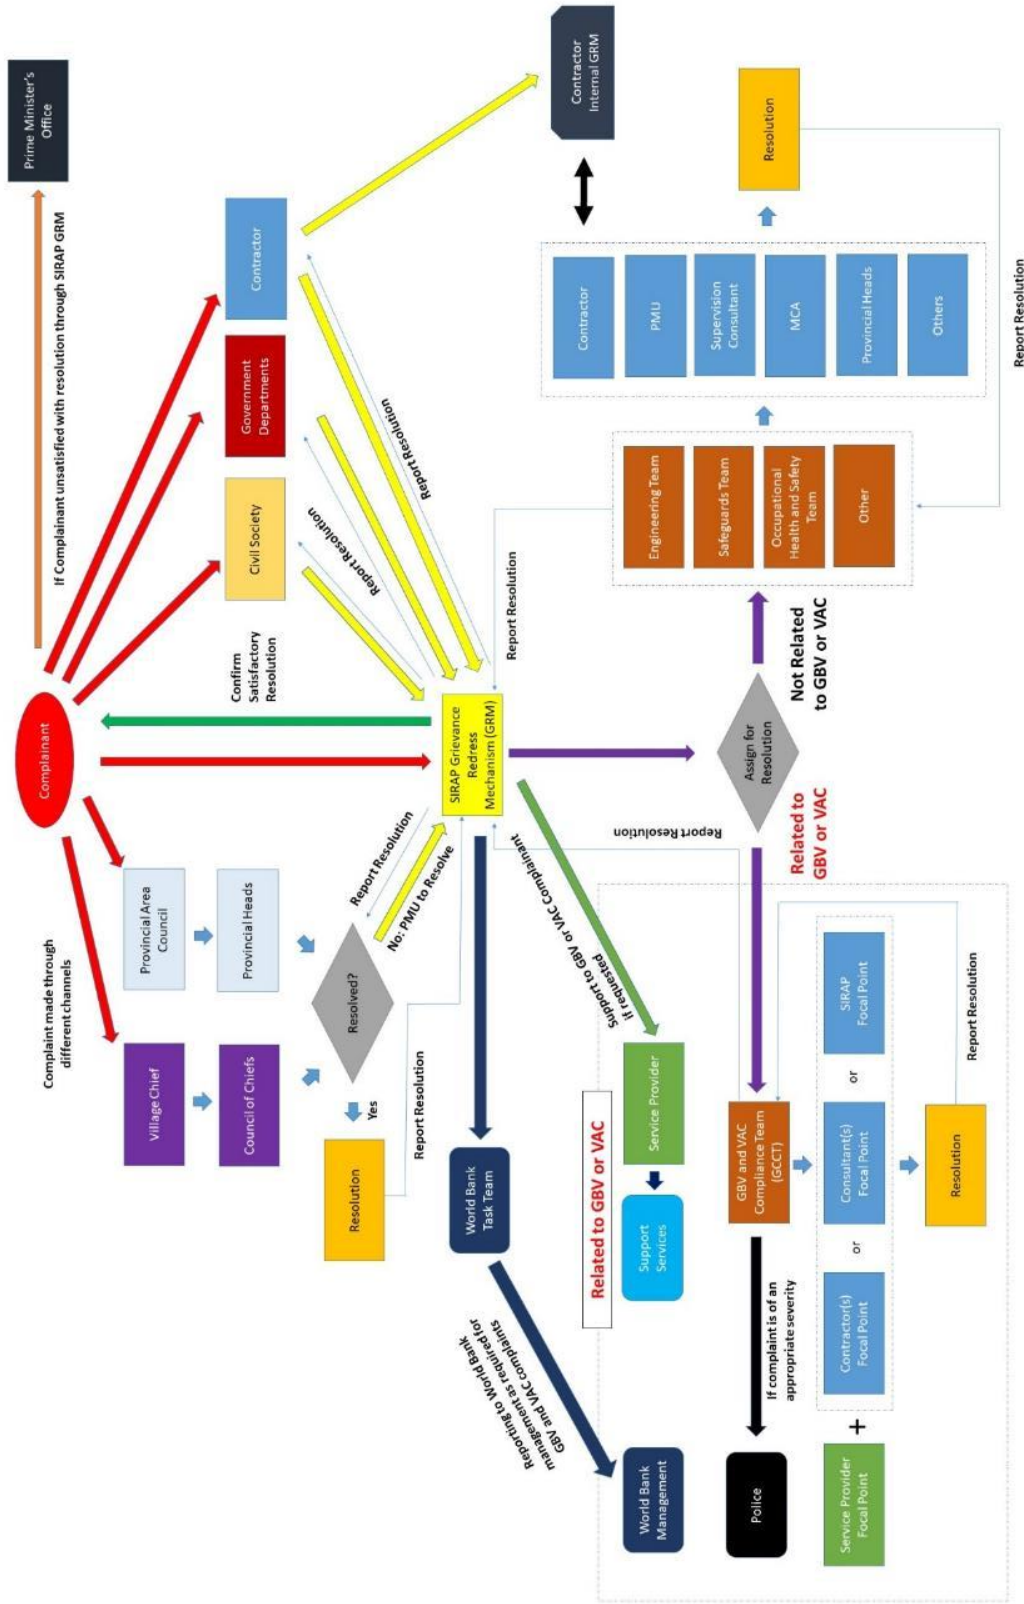 Complainant
Prime Minister's
Office
If Complainant unsatisfied with resolution through SIRAP GRM
Complaint made through
different channels
Village Chief
Provincial Area
Council
Civil Society
Government
Departments
Contractor
Council of Chiefs
Provincial Heads
Confirm
Satisfactory
Resolution
Resolved?
Yes
Resolution
Report Resolution
Report Resolution
No: PMU to Resolve
Report Resolution
Report Resolution
World Bank
Task Team
SIRAP Grievance
Redress
Mechanism (GRM)
Contractor
Internal GRM
Reporting to World Bank
management as required for
GBV and VAC complaints
Related to GBV or VAC
Support to GBV or VAC Complainant
if requested
Report Resolution
Report Resolution
World Bank
Management
Support
Services
Service Provider
Engineering Team
Safeguards Team
Occupational
Health and Safety
Team
Other
Contractor
PMU
Supervision
Consultant
MCA
Provincial Heads
Others
Resolution
Report Resolution
Police
If complaint is of an
appropriate severity
GBV and VAC
Compliance Team
(GCCT)
Related to
GBV or VAC
Assign for
Resolution
Not Related
to GBV or VAC
Service Provider
Focal Point
+
Contractor(s)
Focal Point
or
Consultant(s)
Focal Point
or
SIRAP
Focal Point
Resolution
Report Resolution